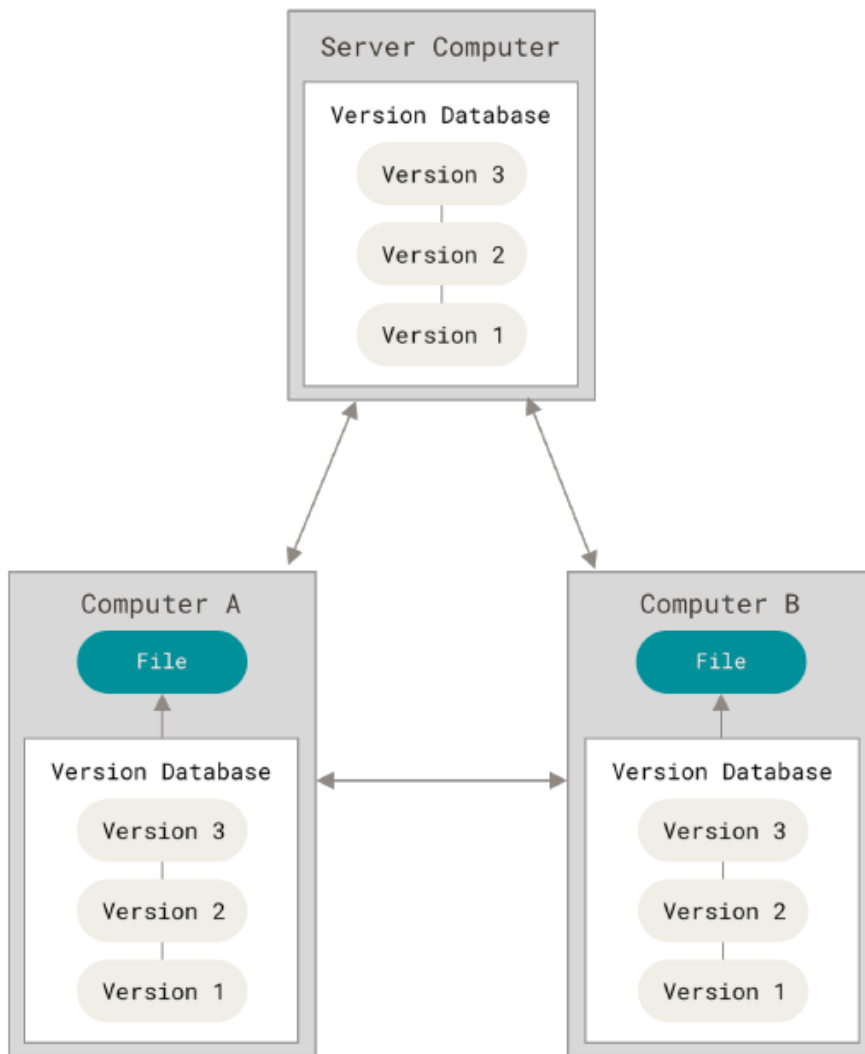 Server Computer
Version Database
Version 3
Version 2
Version 1
Computer A
File
Version Database
Version 3
Version 2
Version 1
Computer B
File
Version Database
Version 3
Version 2
Version 1